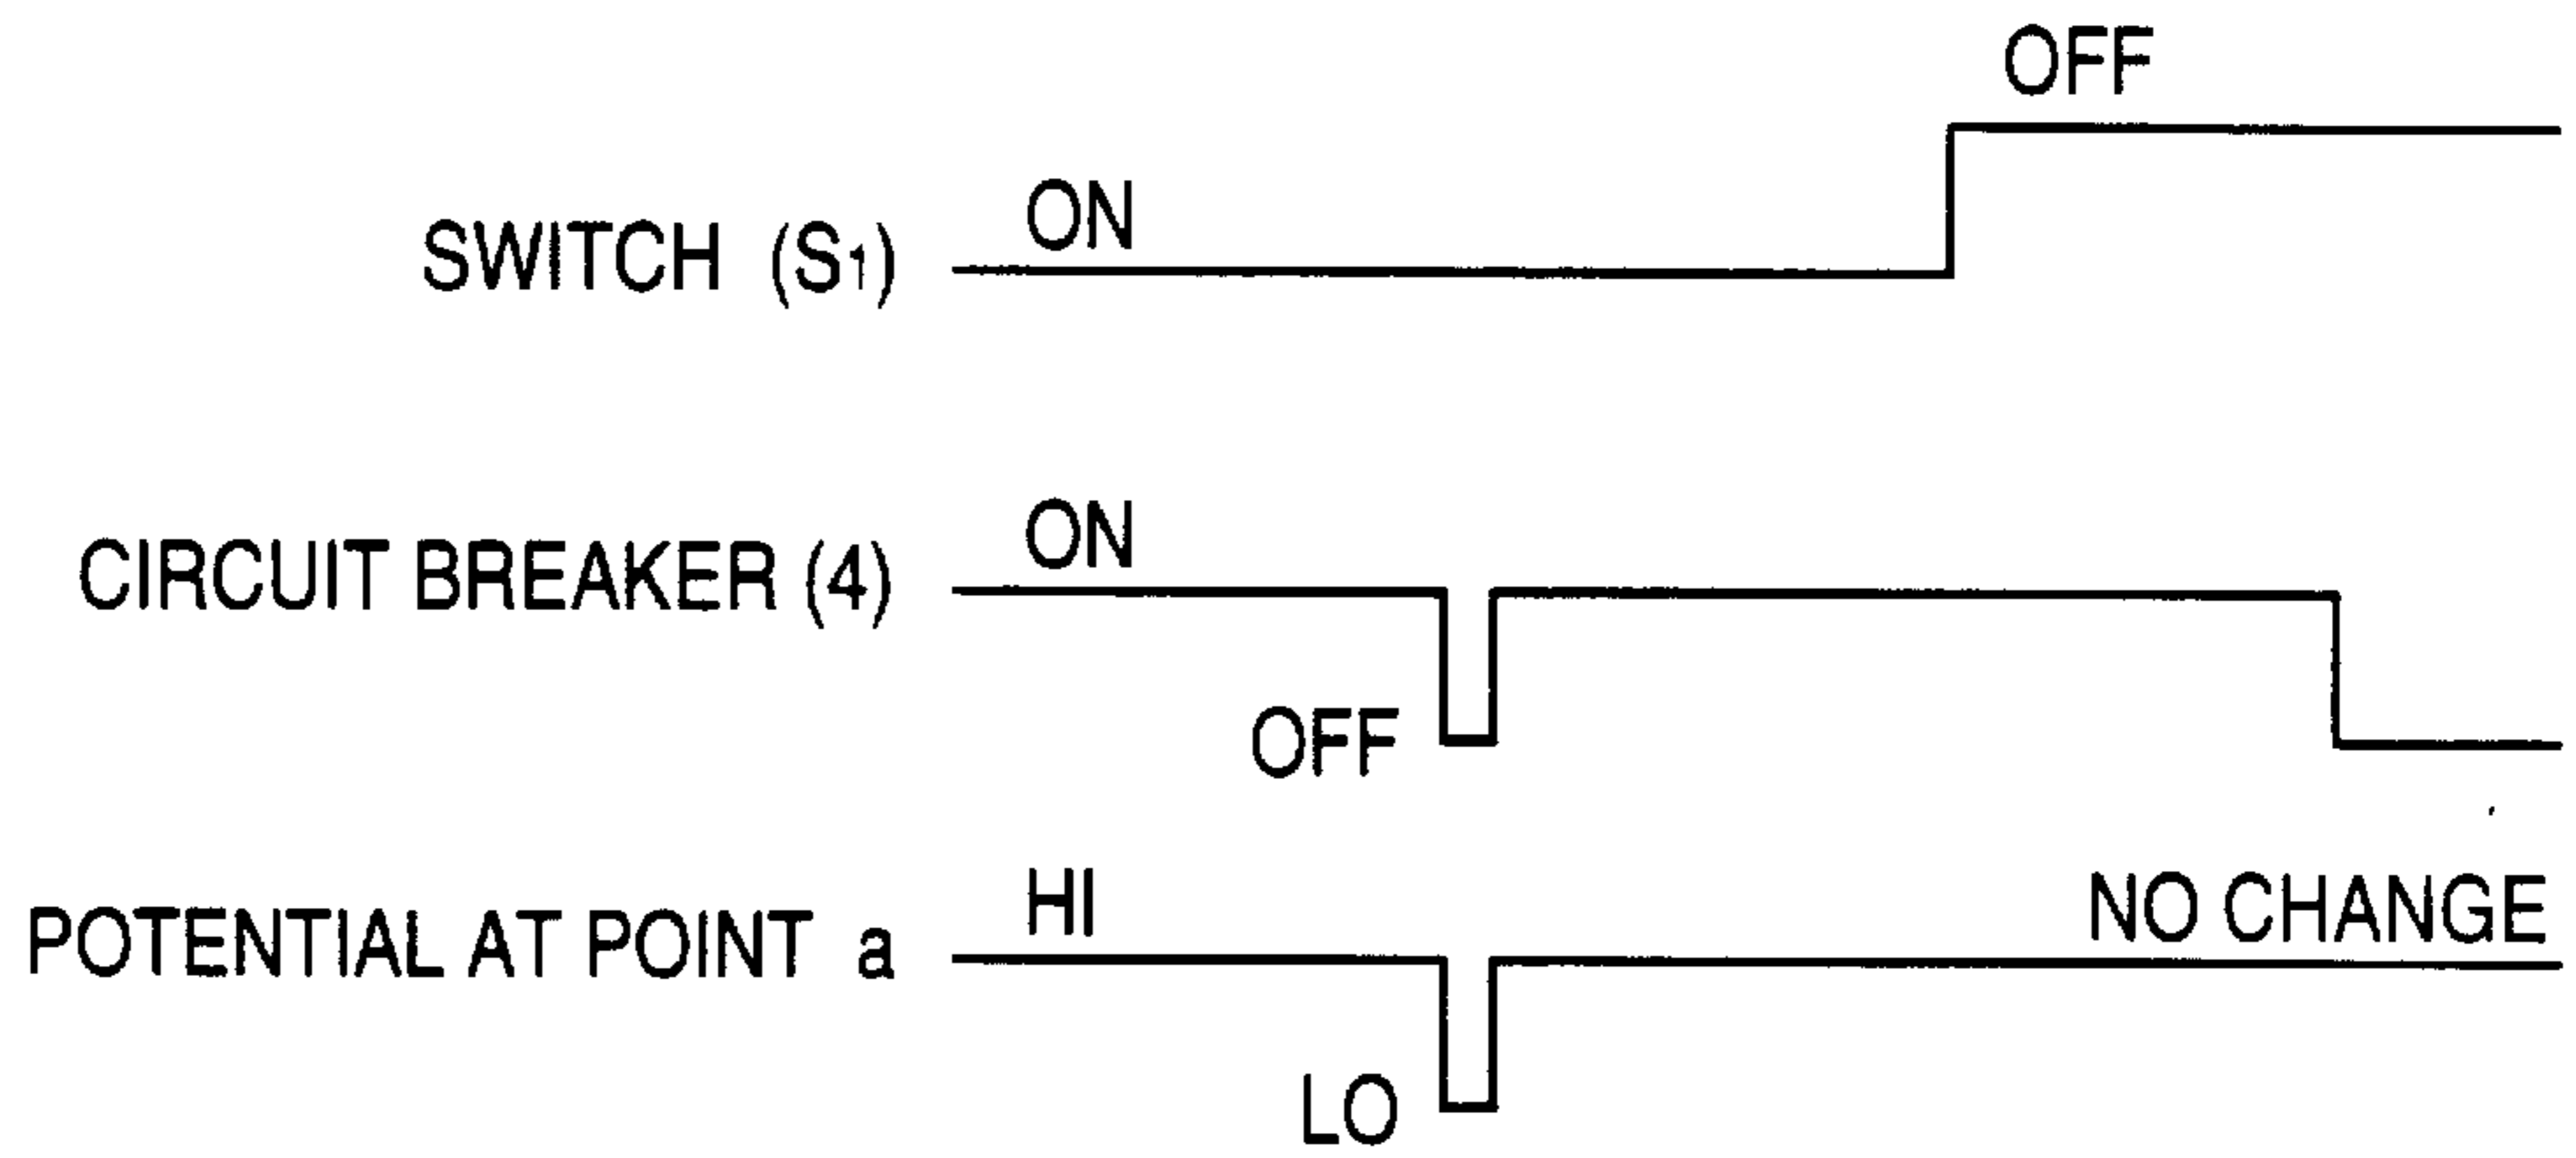 OFF
ON
SWITCH (S1)
ON
CIRCUIT BREAKER (4)
OFF
HI
NO CHANGE
POTENTIAL AT POINT a
LO